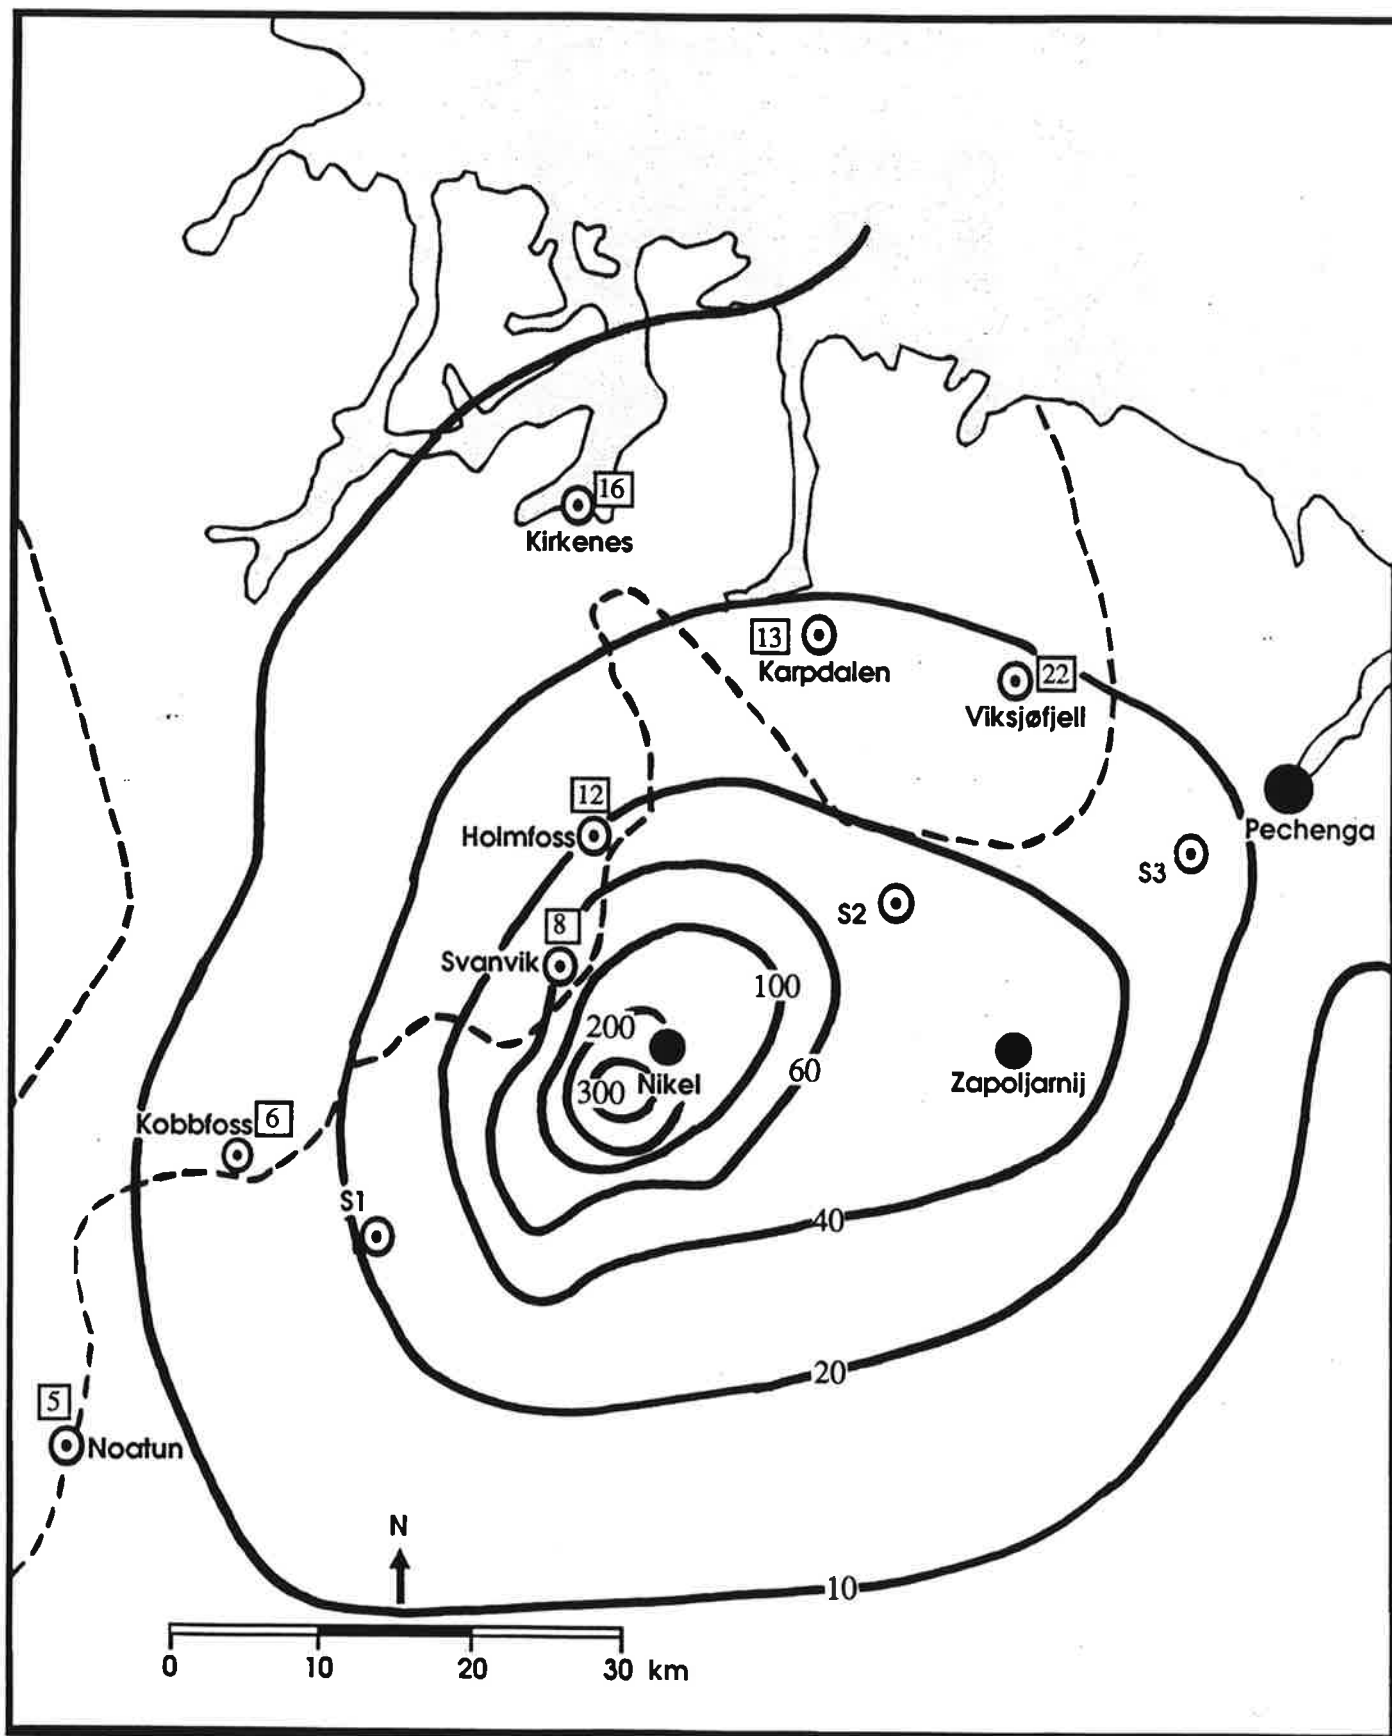 16
Kirkenes
13
Karpdalen
22
Viksjøfjell
12
Holmfoss
Pechenga
S3
S2
8
Svanvik
100
200
60
Nikel
300
Zapoljarnij
Kobbfoss 6
S1
40
20
5
Noatun
N
10
0 10 20 30 km